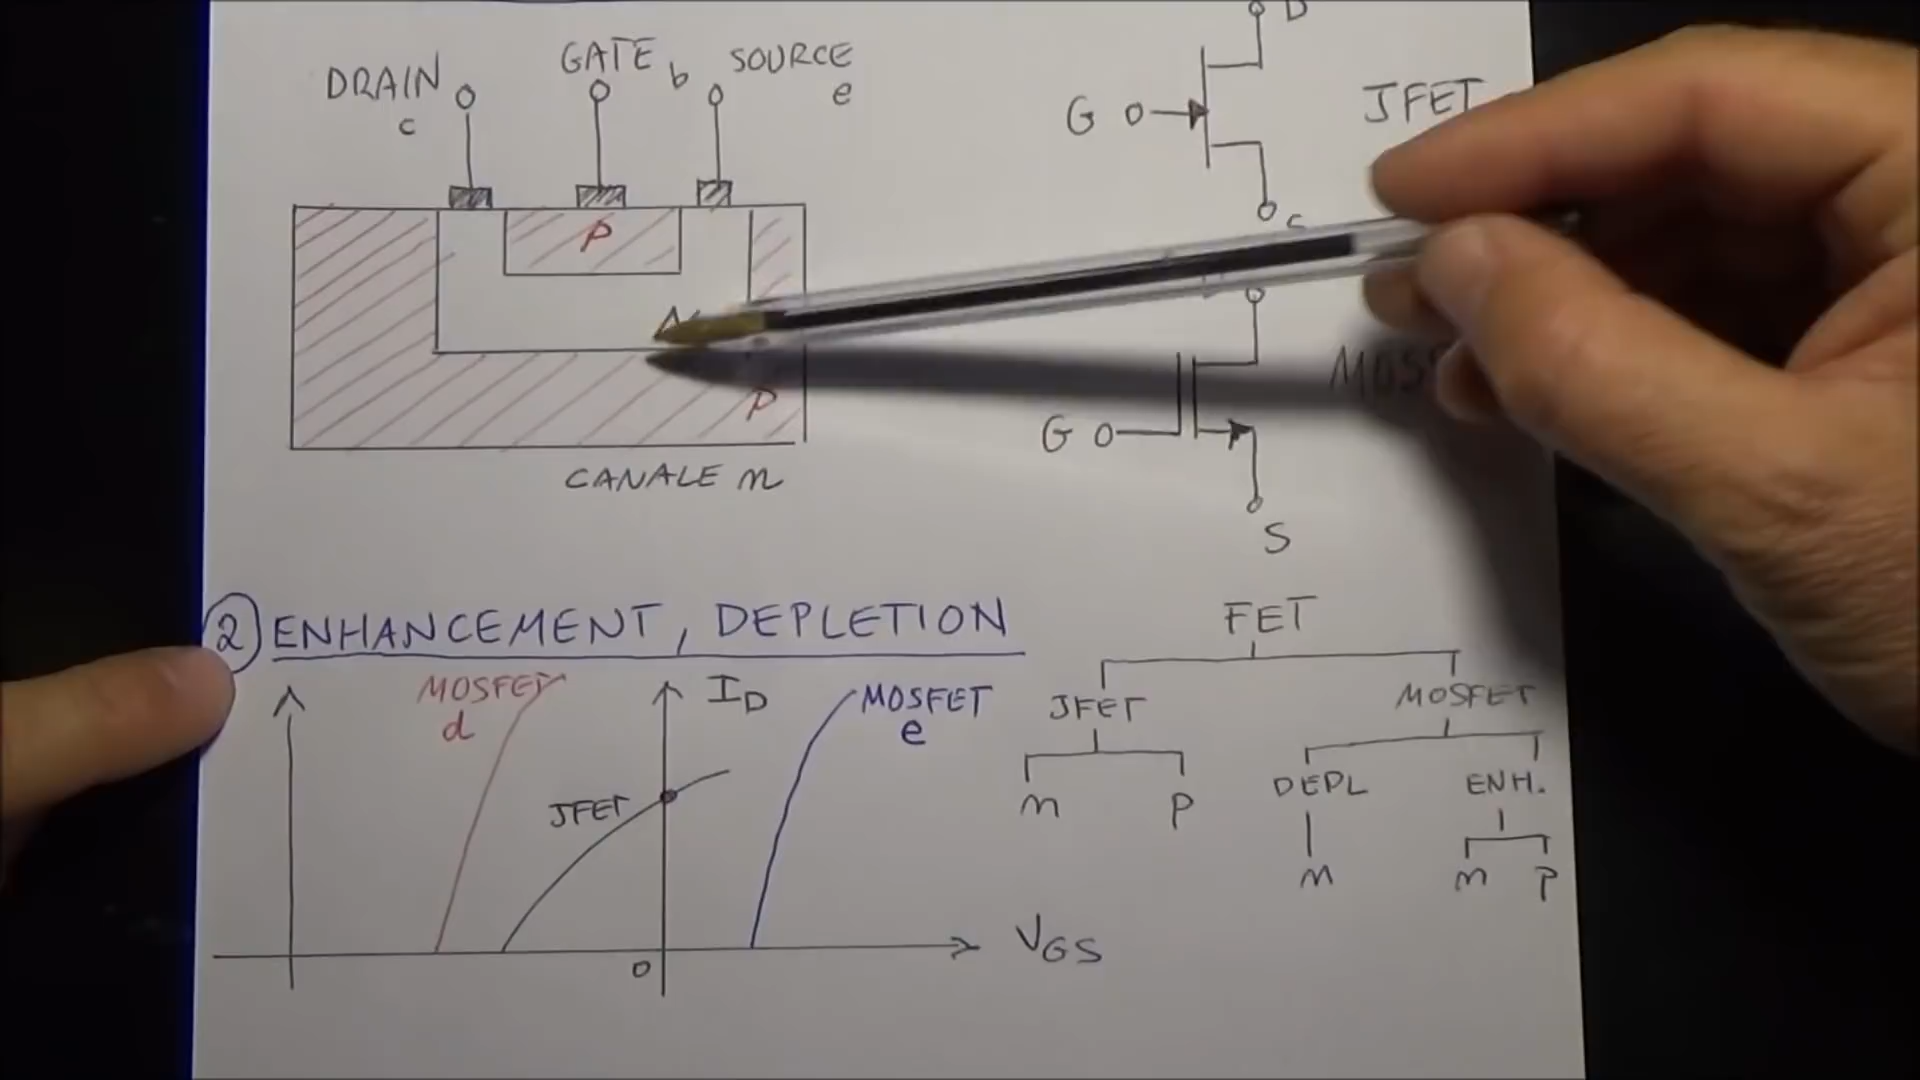 DRAIN
c
GATE b
SOURCE
e
P
P
CANALE n
D
G
JFET
G
S
2 ENHANCEMENT, DEPLETION
MOSFET
d
ID
MOSFET
e
JFET
0
VGS
FET
JFET
MOSFET
n
P
DEPL
ENH.
n
n
P